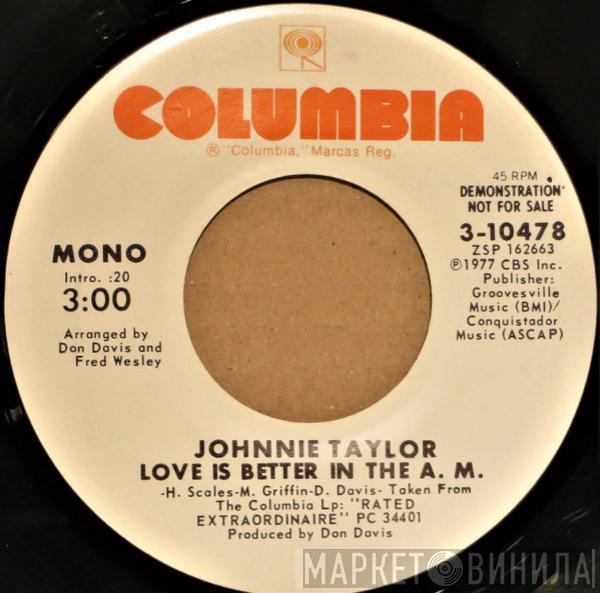 COLUMBIA
® "Columbia," Marcas Reg.
45 RPM
DEMONSTRATION
NOT FOR SALE
3-10478
ZSP 162663
℗1977 CBS Inc.
Publisher:
Groovesville
Music (BMI)/
Conquistador
Music (ASCAP)
MONO
Intro. :20
3:00
Arranged by
Don Davis and
Fred Wesley
JOHNNIE TAYLOR
LOVE IS BETTER IN THE A. M.
-H. Scales-M. Griffin-D. Davis- Taken From
The Columbia Lp: "RATED
EXTRAORDINAIRE" PC 34401
Produced by Don Davis
МАРКЕТ ВИНИЛА